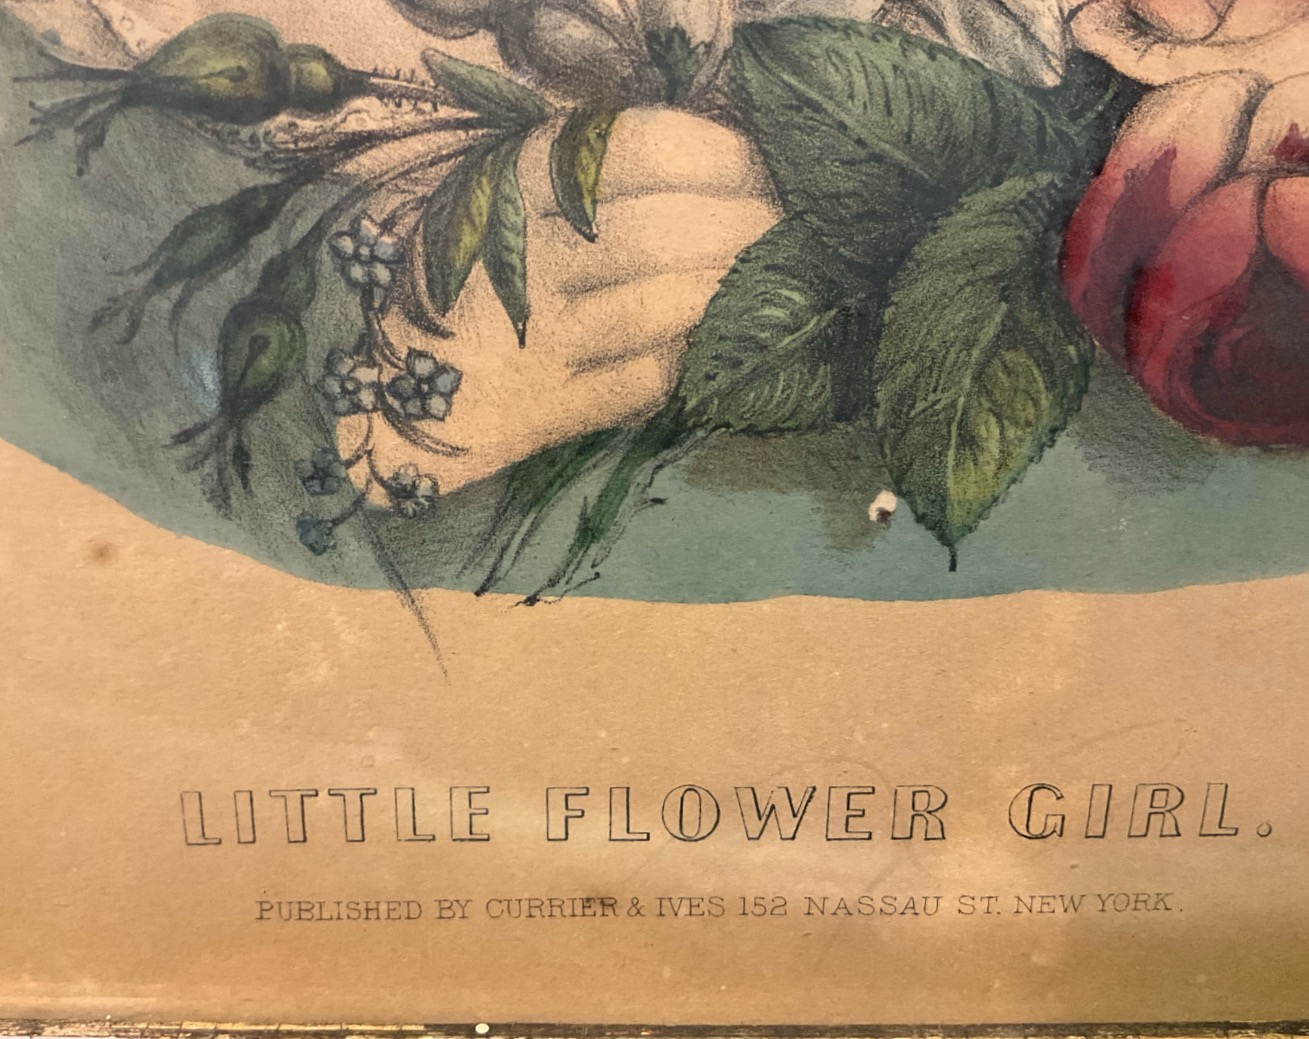 LITTLE FLOWER GIRL.
PUBLISHED BY CURRIER & IVES 152 NASSAU ST. NEW YORK.